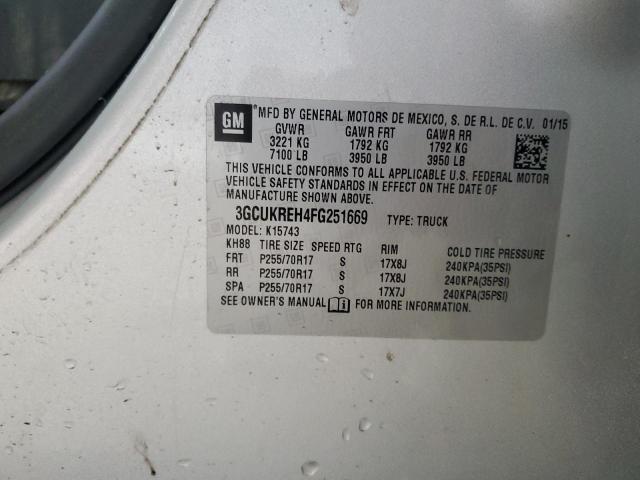 GM ® MFD BY GENERAL MOTORS DE MEXICO, S. DE R.L. DE C.V. 01/15
GVWR GAWR FRT GAWR RR
3221 KG 1792 KG 1792 KG
7100 LB 3950 LB 3950 LB
THIS VEHICLE CONFORMS TO ALL APPLICABLE U.S. FEDERAL MOTOR
VEHICLE SAFETY STANDARDS IN EFFECT ON THE DATE OF
MANUFACTURE SHOWN ABOVE.
3GCUKREH4FG251669 TYPE: TRUCK
MODEL: K15743
KH88 TIRE SIZE SPEED RTG RIM COLD TIRE PRESSURE
FRT P255/70R17 S 17X8J 240KPA(35PSI)
RR P255/70R17 S 17X8J 240KPA(35PSI)
SPA P255/70R17 S 17X7J 240KPA(35PSI)
SEE OWNER'S MANUAL FOR MORE INFORMATION.